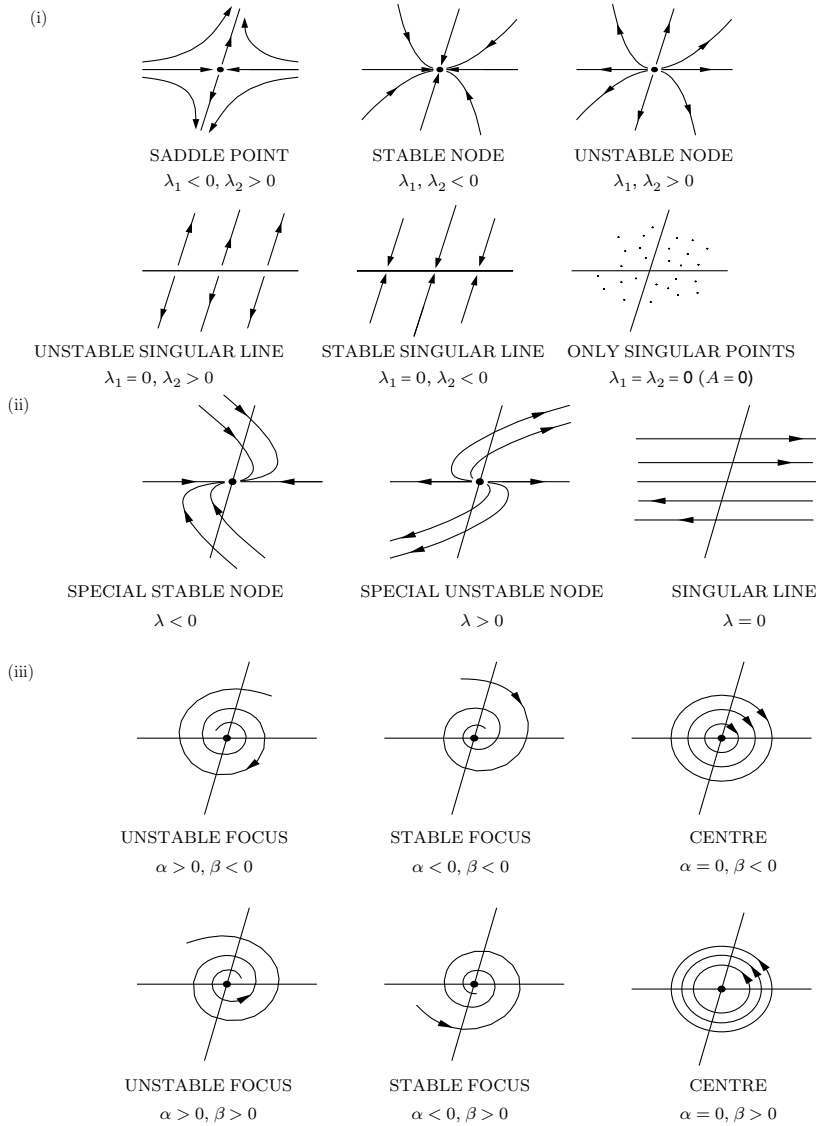 (i)
SADDLE POINT STABLE NODE UNSTABLE NODE
λ₁ < 0, λ₂ > 0 λ₁, λ₂ < 0 λ₁, λ₂ > 0
UNSTABLE SINGULAR LINE STABLE SINGULAR LINE ONLY SINGULAR POINTS
λ₁ = 0, λ₂ > 0 λ₁ = 0, λ₂ < 0 λ₁ = λ₂ = 0 (A = 0)
(ii)
SPECIAL STABLE NODE SPECIAL UNSTABLE NODE SINGULAR LINE
λ < 0 λ > 0 λ = 0
(iii)
UNSTABLE FOCUS STABLE FOCUS CENTRE
α > 0, β < 0 α < 0, β < 0 α = 0, β < 0
UNSTABLE FOCUS STABLE FOCUS CENTRE
α > 0, β > 0 α < 0, β > 0 α = 0, β > 0